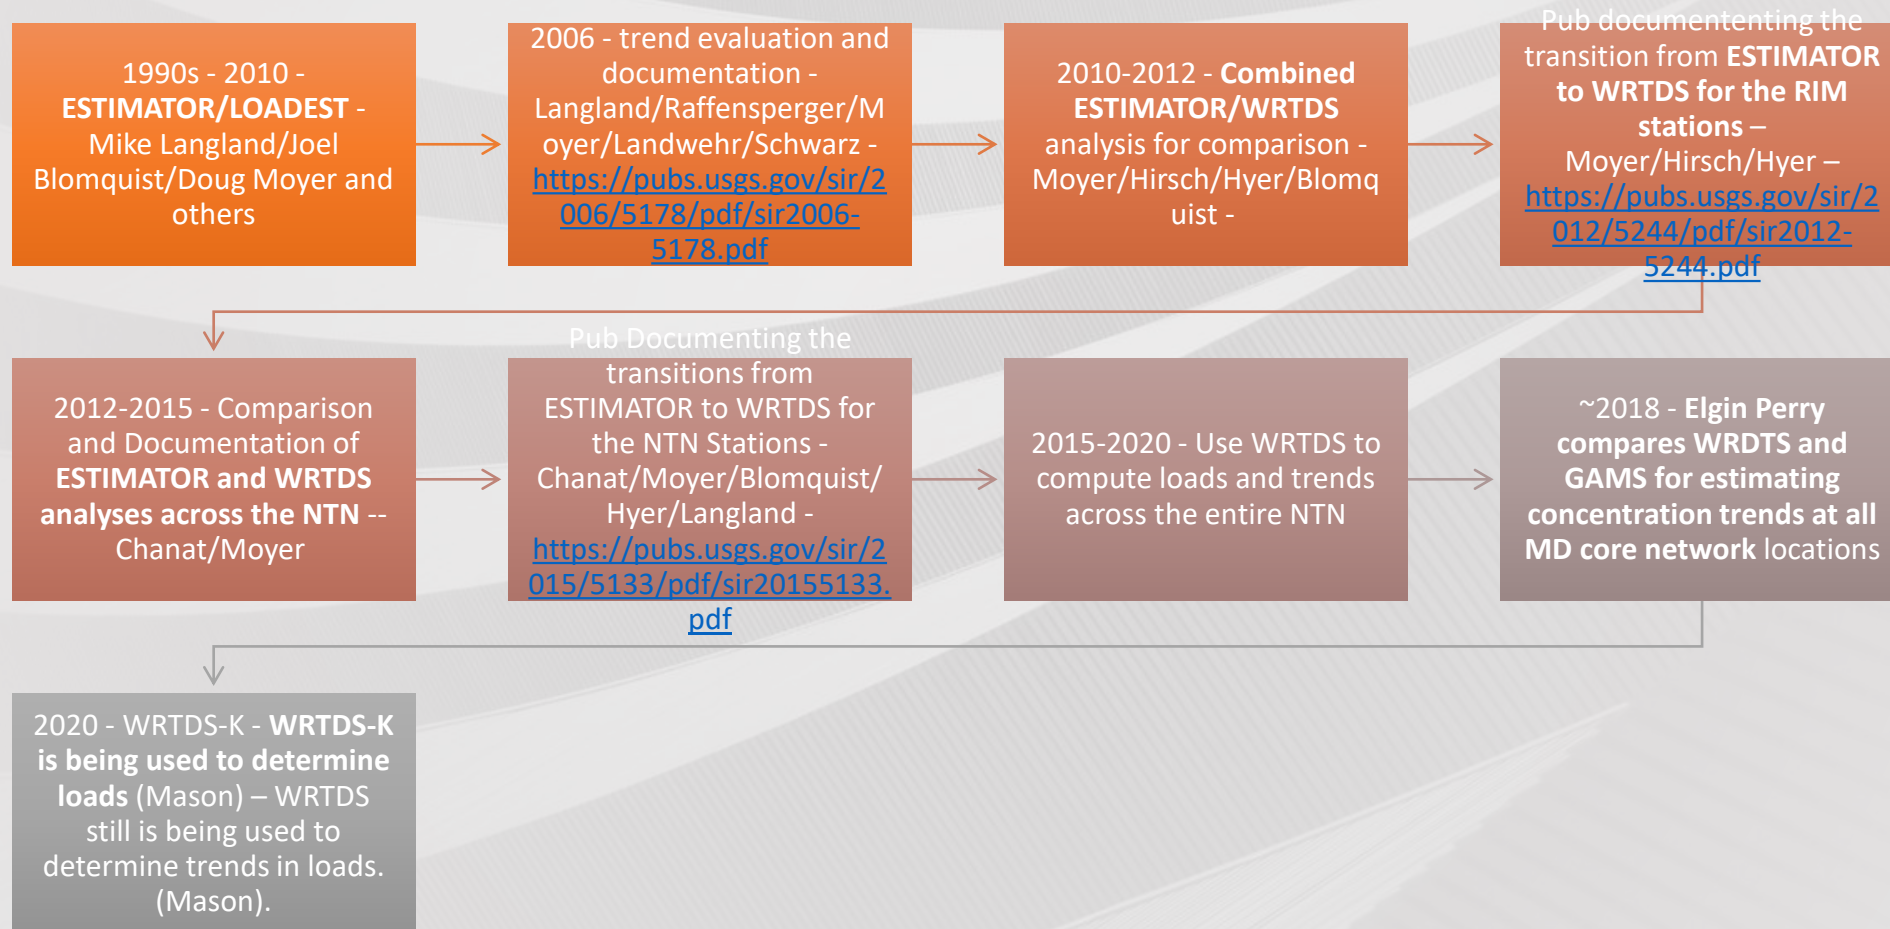 1990s - 2010 -
ESTIMATOR/LOADEST -
Mike Langland/Joel
Blomquist/Doug Moyer and
others
2006 - trend evaluation and
documentation -
Langland/Raffensperger/M
oyer/Landwehr/Schwarz -
https://pubs.usgs.gov/sir/2
006/5178/pdf/sir2006-
5178.pdf
2010-2012 - Combined
ESTIMATOR/WRTDS
analysis for comparison -
Moyer/Hirsch/Hyer/Blomq
uist -
Pub documententing the
transition from ESTIMATOR
to WRTDS for the RIM
stations –
Moyer/Hirsch/Hyer –
https://pubs.usgs.gov/sir/2
012/5244/pdf/sir2012-
5244.pdf
2012-2015 - Comparison
and Documentation of
ESTIMATOR and WRTDS
analyses across the NTN --
Chanat/Moyer
Pub Documenting the
transitions from
ESTIMATOR to WRTDS for
the NTN Stations -
Chanat/Moyer/Blomquist/
Hyer/Langland -
https://pubs.usgs.gov/sir/2
015/5133/pdf/sir20155133.
pdf
2015-2020 - Use WRTDS to
compute loads and trends
across the entire NTN
~2018 - Elgin Perry
compares WRDTS and
GAMS for estimating
concentration trends at all
MD core network locations
2020 - WRTDS-K - WRTDS-K
is being used to determine
loads (Mason) – WRTDS
still is being used to
determine trends in loads.
(Mason).